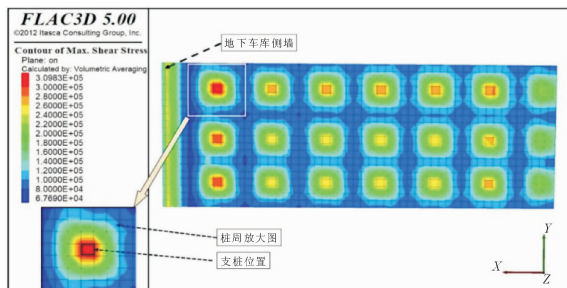 FLAC3D 5.00
©2012 Itasca Consulting Group, Inc.
Contour of Max. Shear Stress
Plane: on
Calculated by: Volumetric Averaging
3.0983E+05
3.0000E+05
2.8000E+05
2.6000E+05
2.4000E+05
2.2000E+05
2.0000E+05
1.8000E+05
1.6000E+05
1.4000E+05
1.2000E+05
1.0000E+05
8.0000E+04
6.7690E+04
地下车库侧墙
桩周放大图
支桩位置
Y
X
Z